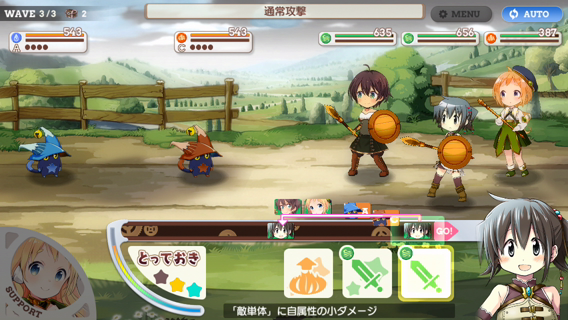 WAVE 3/3 2
通常攻撃
MENU
AUTO
543
A
543
C
635
656
387
GO!
とっておき
SUPPORT
「敵単体」に自属性の小ダメージ